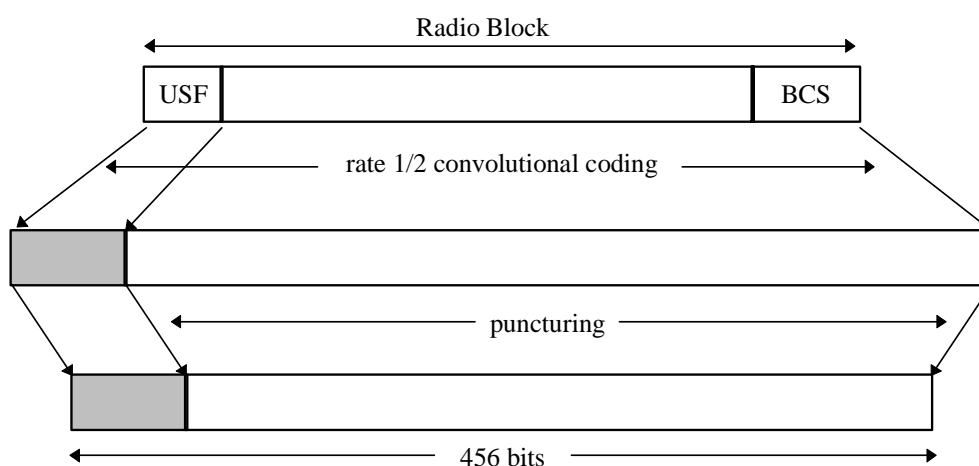 Radio Block
USF
BCS
rate 1/2 convolutional coding
puncturing
456 bits